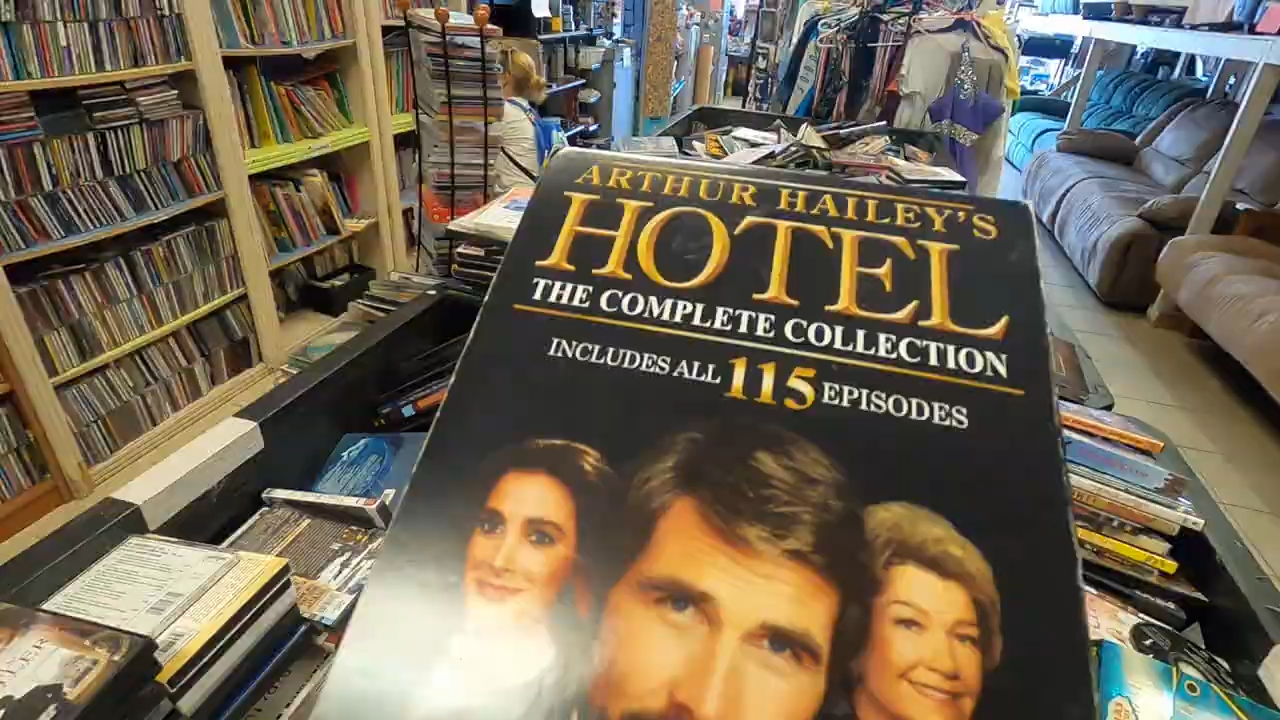 ARTHUR HAILEY'S
HOTEL
THE COMPLETE COLLECTION
INCLUDES ALL 115 EPISODES